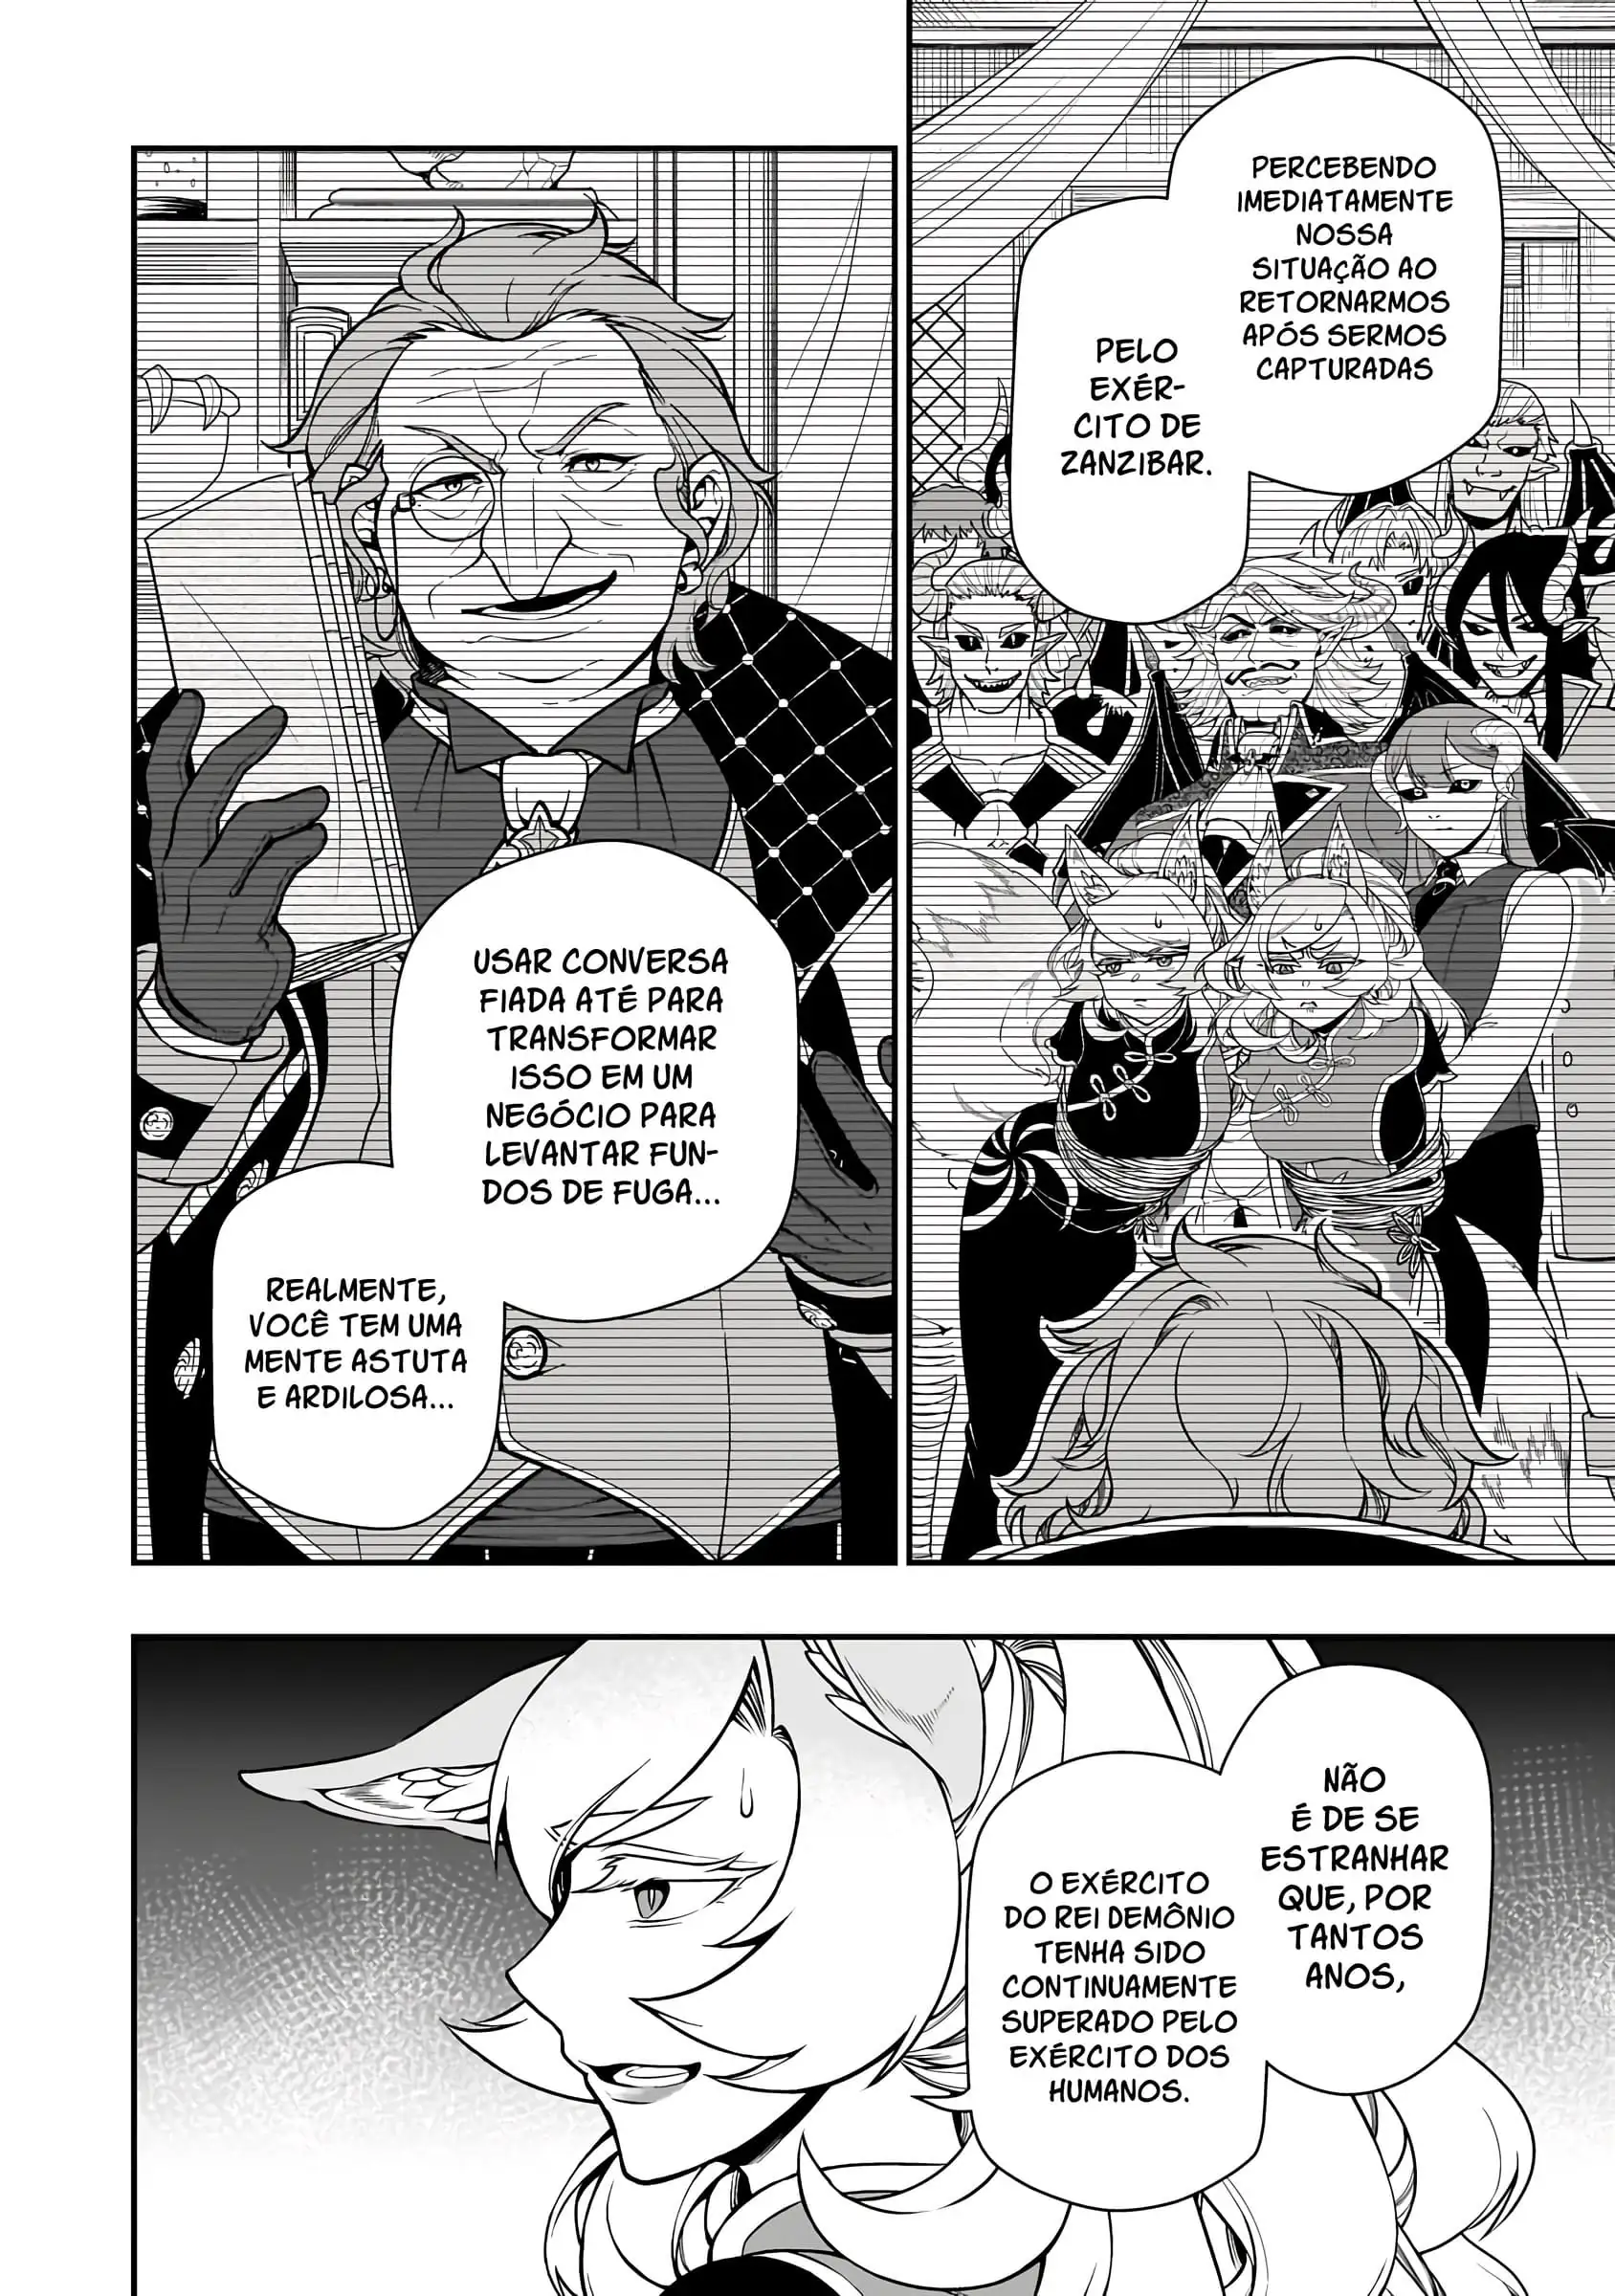 PERCEBENDO
IMEDIATAMENTE
NOSSA
SITUAÇÃO AO
RETORNARMOS
APÓS SERMOS
CAPTURADAS
PELO
EXÉR-
CITO DE
ZANZIBAR.
USAR CONVERSA
FIADA ATÉ PARA
TRANSFORMAR
ISSO EM UM
NEGÓCIO PARA
LEVANTAR FUN-
DOS DE FUGA...
REALMENTE,
VOCÊ TEM UMA
MENTE ASTUTA
E ARDILOSA...
NÃO
É DE SE
ESTRANHAR
QUE, POR
TANTOS
ANOS,
O EXÉRCITO
DO REI DEMÔNIO
TENHA SIDO
CONTINUAMENTE
SUPERADO PELO
EXÉRCITO DOS
HUMANOS.